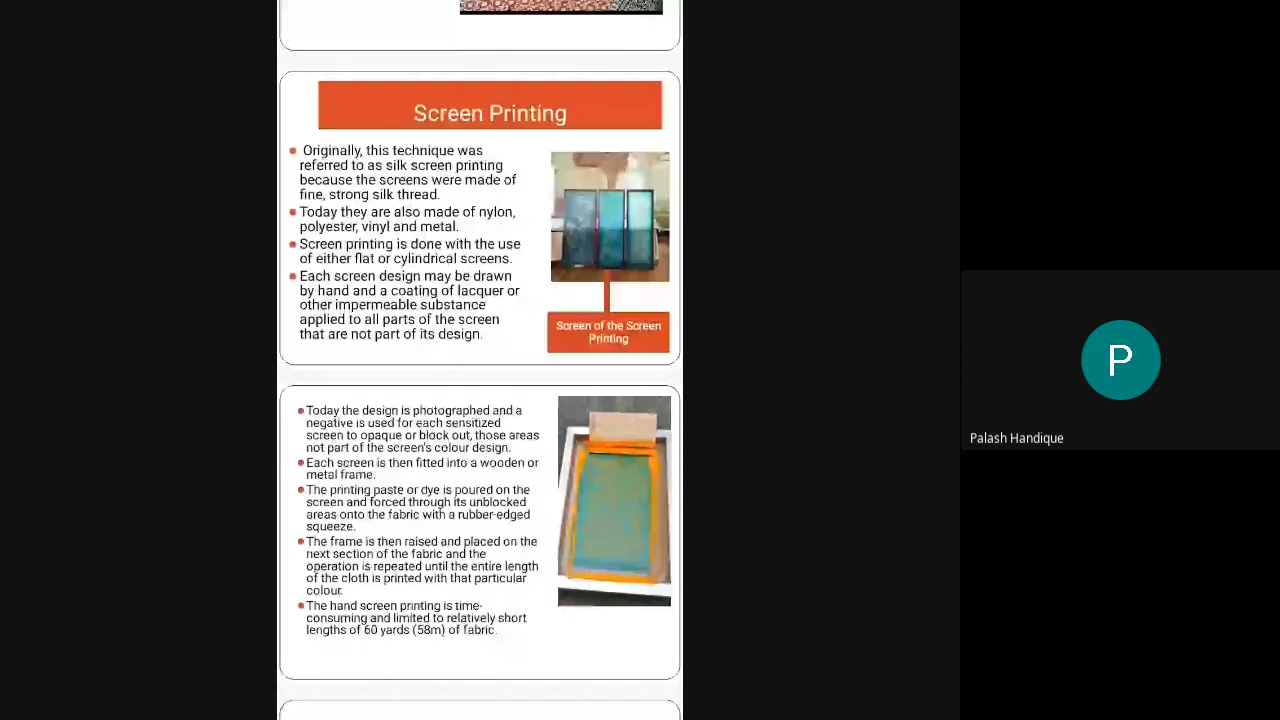 Screen Printing
Originally, this technique was
referred to as silk screen printing
because the screens were made of
fine, strong silk thread.
Today they are also made of nylon,
polyester, vinyl and metal.
Screen printing is done with the use
of either flat or cylindrical screens.
Each screen design may be drawn
by hand and a coating of lacquer or
other impermeable substance
applied to all parts of the screen
that are not part of its design.
Screen of the Screen
Printing
Today the design is photographed and a
negative is used for each sensitized
screen to opaque or block out, those areas
not part of the screen's colour design.
Each screen is then fitted into a wooden or
metal frame.
The printing paste or dye is poured on the
screen and forced through its unblocked
areas onto the fabric with a rubber-edged
squeeze.
The frame is then raised and placed on the
next section of the fabric and the
operation is repeated until the entire length
of the cloth is printed with that particular
colour.
The hand screen printing is time-
consuming and limited to relatively short
lengths of 60 yards (58m) of fabric.
P
Palash Handique